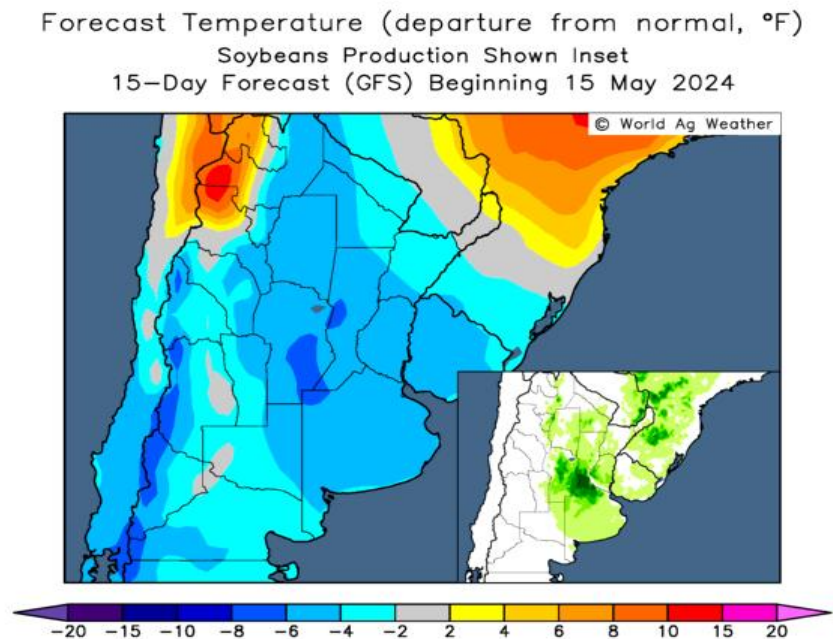 Forecast Temperature (departure from normal, °F)
Soybeans Production Shown Inset
15-Day Forecast (GFS) Beginning 15 May 2024
© World Ag Weather
-20 -15 -10 -8 -6 -4 -2 2 4 6 8 10 15 20